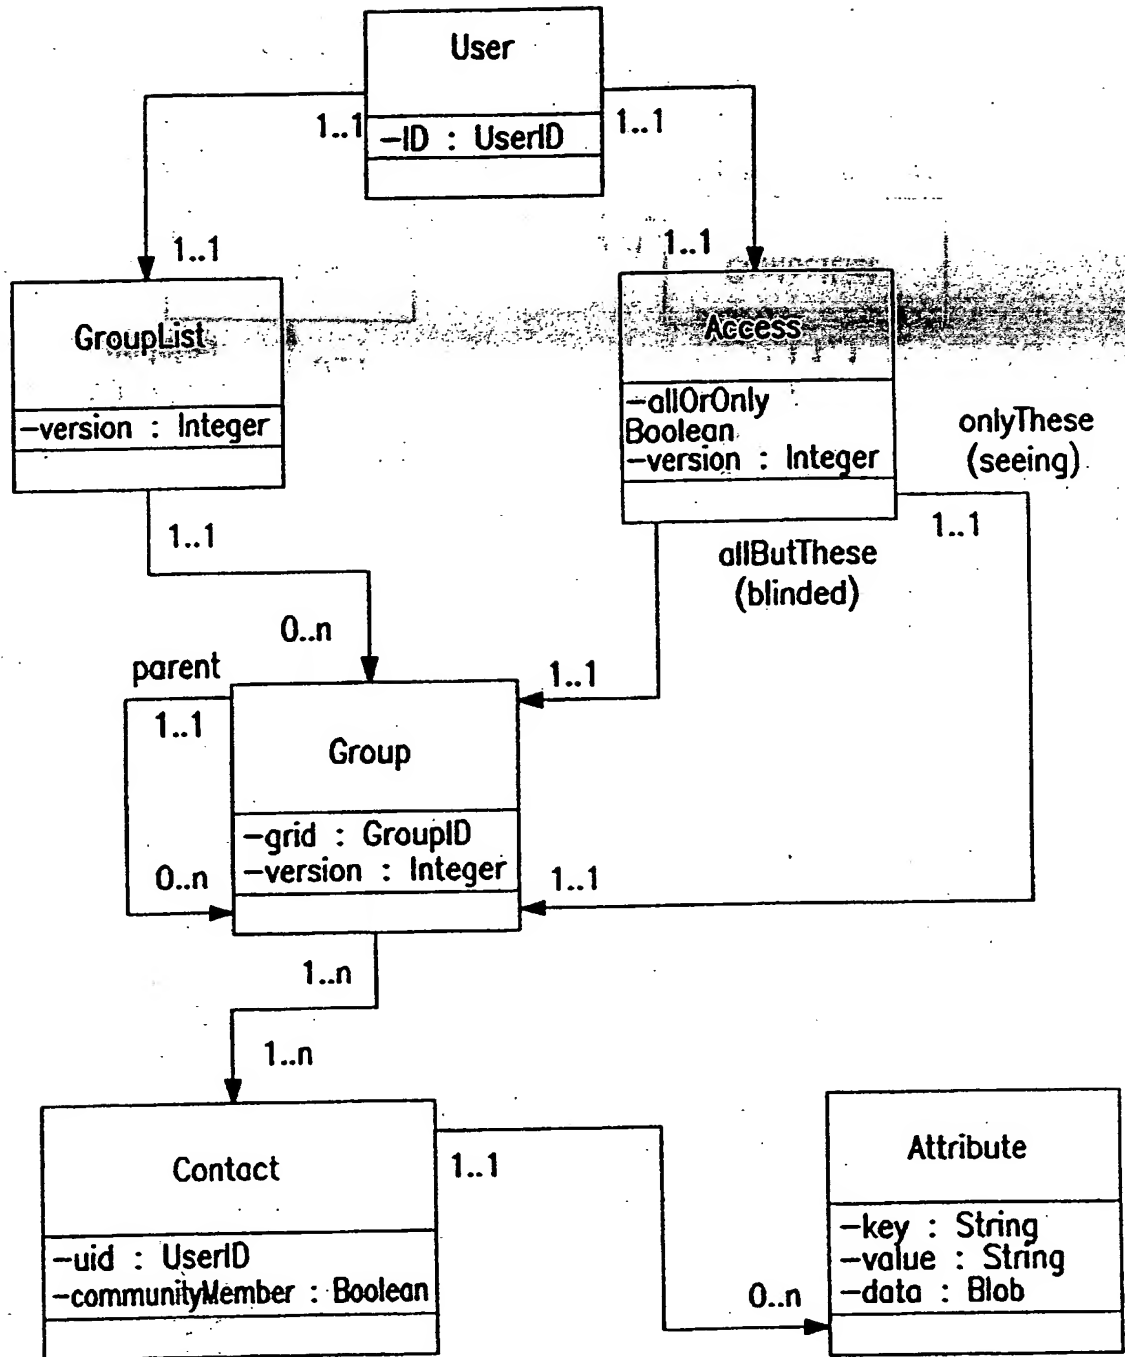 User
1..1
-ID : UserID
1..1
1..1
1..1
GroupList
-version : Integer
Access
-allOrOnly
Boolean
-version : Integer
onlyThese
(seeing)
1..1
1..1
allButThese
(blinded)
0..n
parent
1..1
1..1
Group
-grid : GroupID
-version : Integer
0..n
1..1
1..n
1..n
Contact
-uid : UserID
-communityMember : Boolean
1..1
Attribute
-key : String
-value : String
-data : Blob
0..n